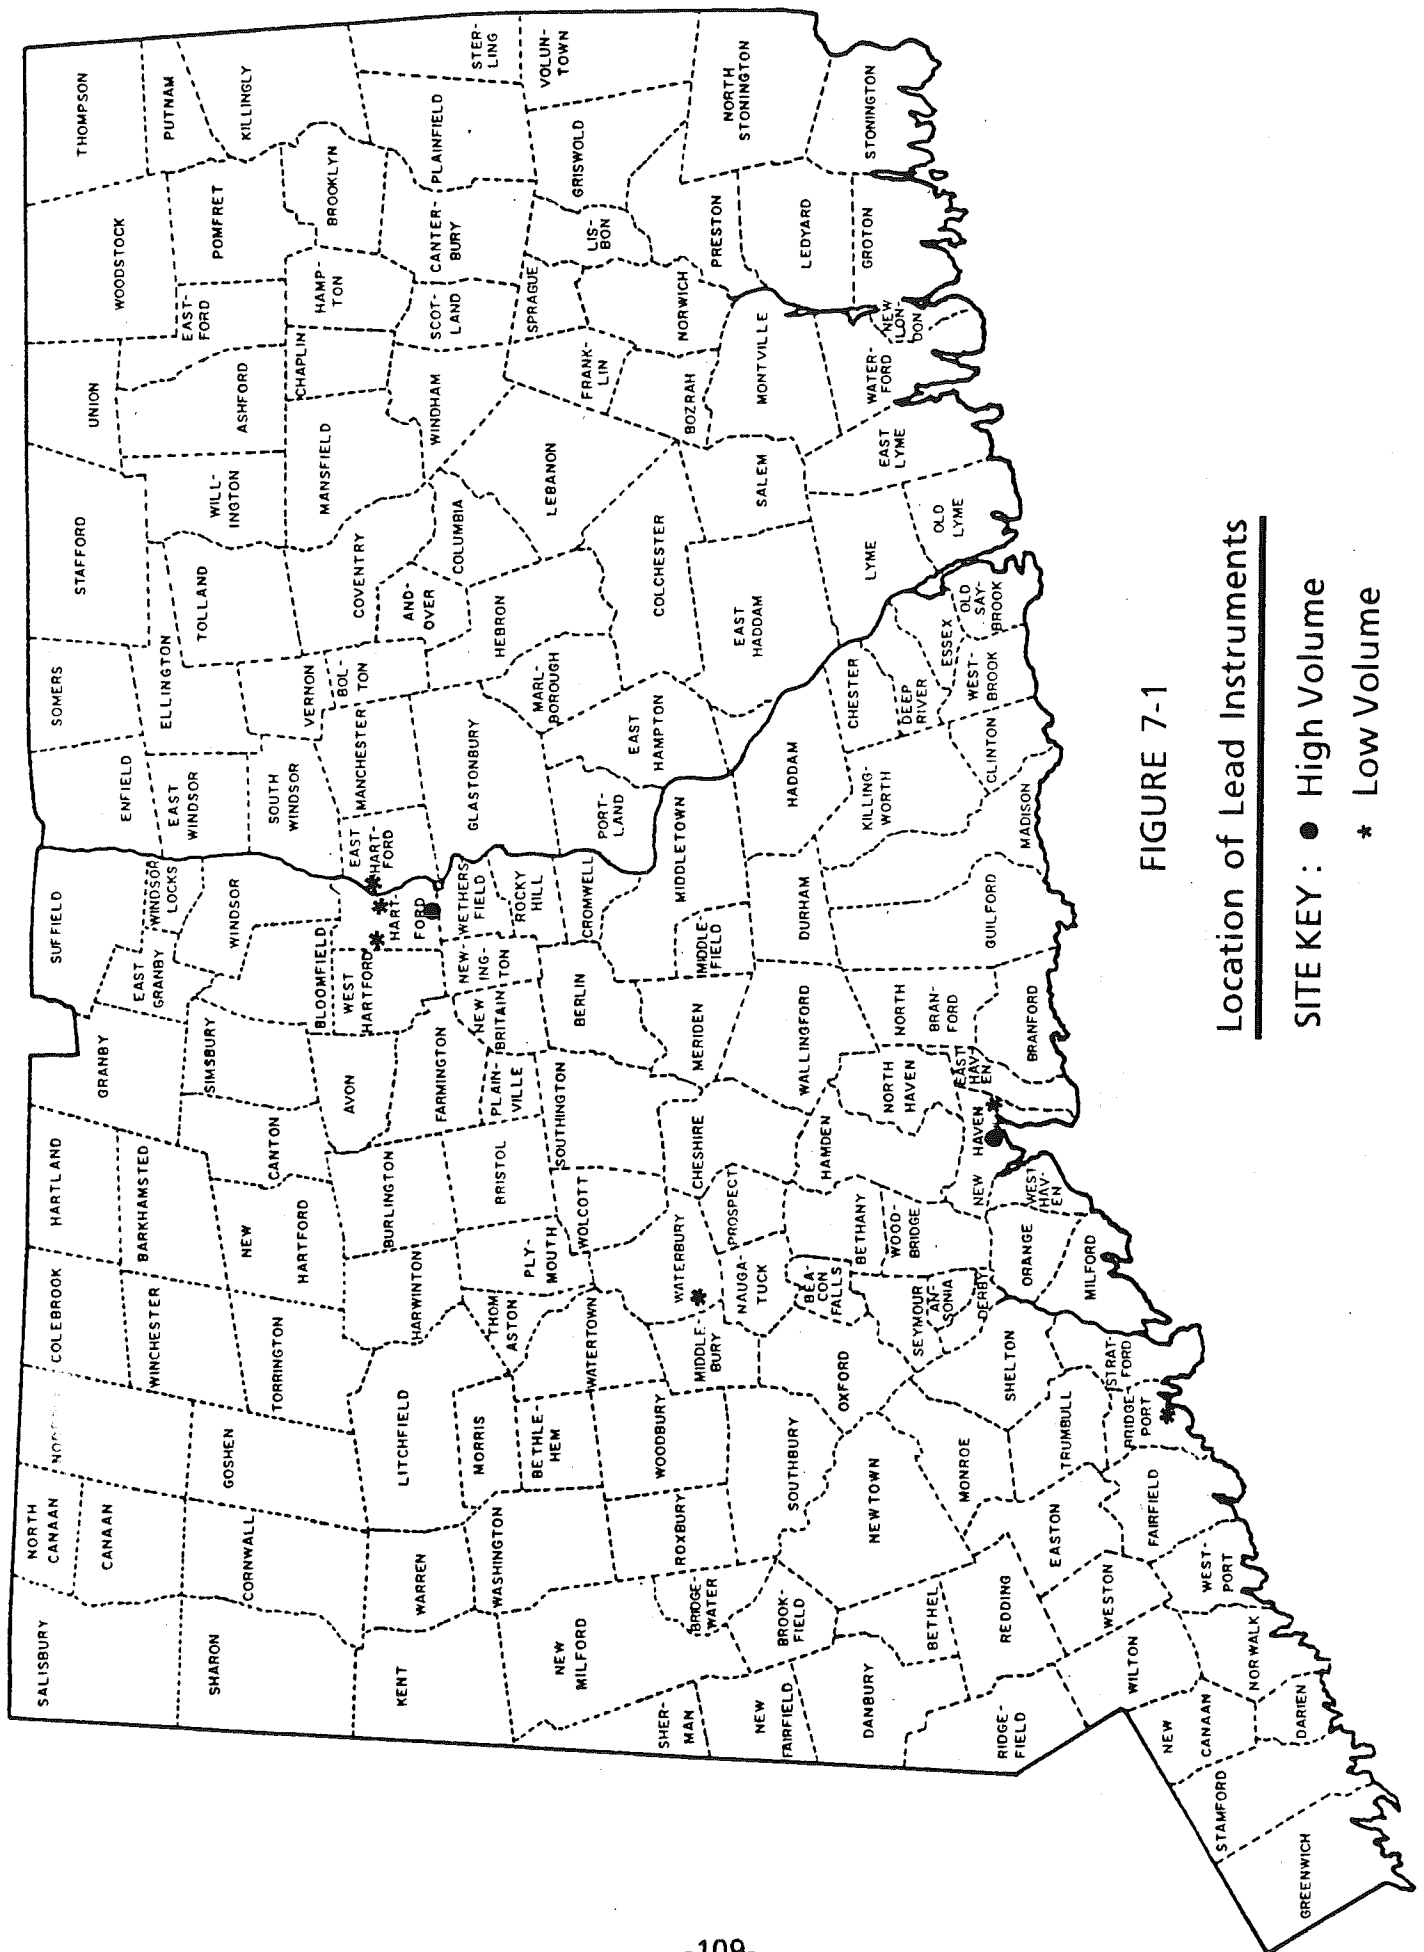 SALISBURY
NORTH
CANAAN
CANAAN
COLEBROOK
HARTLAND
GRANBY
SUFFIELD
ENFIELD
SOMERS
STAFFORD
UNION
WOODSTOCK
THOMPSON
WINCHESTER
BARKHAMSTED
EAST
GRANBY
WINDSOR
LOCKS
EAST
WINDSOR
ELLINGTON
TOLLAND
WILL-
INGTON
ASHFORD
EAST-
FORD
POMFRET
PUTNAM
KILLINGLY
SHARON
CORNWALL
GOSHEN
TORRINGTON
NEW
HARTFORD
CANTON
SIMSBURY
BLOOMFIELD
WINDSOR
SOUTH
WINDSOR
VERNON
COVENTRY
MANSFIELD
CHAPLIN
HAMP-
TON
BROOKLYN
KENT
WARREN
LITCHFIELD
HARWINTON
BURLINGTON
AVON
FARMINGTON
WEST
HARTFORD
HART-
FORD
EAST
HART-
FORD
MANCHESTER
BOL-
TON
AND-
OVER
COLUMBIA
WINDHAM
SCOT-
LAND
CANTER-
BURY
PLAINFIELD
STER-
LING
WASHINGTON
MORRIS
BETHLE-
HEM
THOM
ASTON
PLY-
MOUTH
BRISTOL
PLAIN-
VILLE
NEW
BRITAIN
NEW-
ING-
TON
WETHERS
FIELD
ROCKY
HILL
GLASTONBURY
MARL-
BOROUGH
HEBRON
LEBANON
FRANK-
LIN
SPRAGUE
LIS-
BON
GRISWOLD
VOLUN-
TOWN
NEW
MILFORD
WATERTOWN
WOLCOTT
SOUTHINGTON
BERLIN
CROMWELL
PORT-
LAND
EAST
HAMPTON
COLCHESTER
BOZRAH
NORWICH
PRESTON
NORTH
STONINGTON
SHER-
MAN
BRIDGE-
WATER
ROXBURY
WOODBURY
MIDDLE-
BURY
WATERBURY
CHESHIRE
MERIDEN
MIDDLE-
FIELD
MIDDLETOWN
NEW
FAIRFIELD
BROOK-
FIELD
SOUTHBURY
NAUGA
TUCK
PROSPECT
WALLINGFORD
DURHAM
HADDAM
EAST
HADDAM
SALEM
MONTVILLE
LEDYARD
DANBURY
NEWTOWN
OXFORD
BEA-
CON
FALLS
BETHANY
HAMDEN
KILLING-
WORTH
CHESTER
DEEP
RIVER
LYME
EAST
LYME
WATER-
FORD
NEW
LON-
DON
GROTON
STONINGTON
BETHEL
MONROE
SEYMOUR
AN-
SONIA
DERBY
WOOD-
BRIDGE
NORTH
HAVEN
NORTH
BRAN-
FORD
GUILFORD
MADISON
CLINTON
WEST-
BROOK
ESSEX
OLD
SAY-
BROOK
OLD
LYME
RIDGE-
FIELD
REDDING
SHELTON
ORANGE
NEW HAVEN
WEST
HAV-
EN
EAST
HAV-
EN
BRANFORD
EASTON
TRUMBULL
MILFORD
WILTON
WESTON
FAIRFIELD
BRIDGE-
PORT
STRAT-
FORD
NEW
CANAAN
NORWALK
WEST-
PORT
STAMFORD
DARIEN
GREENWICH
FIGURE 7-1
Location of Lead Instruments
SITE KEY : ● High Volume
* Low Volume
-109-